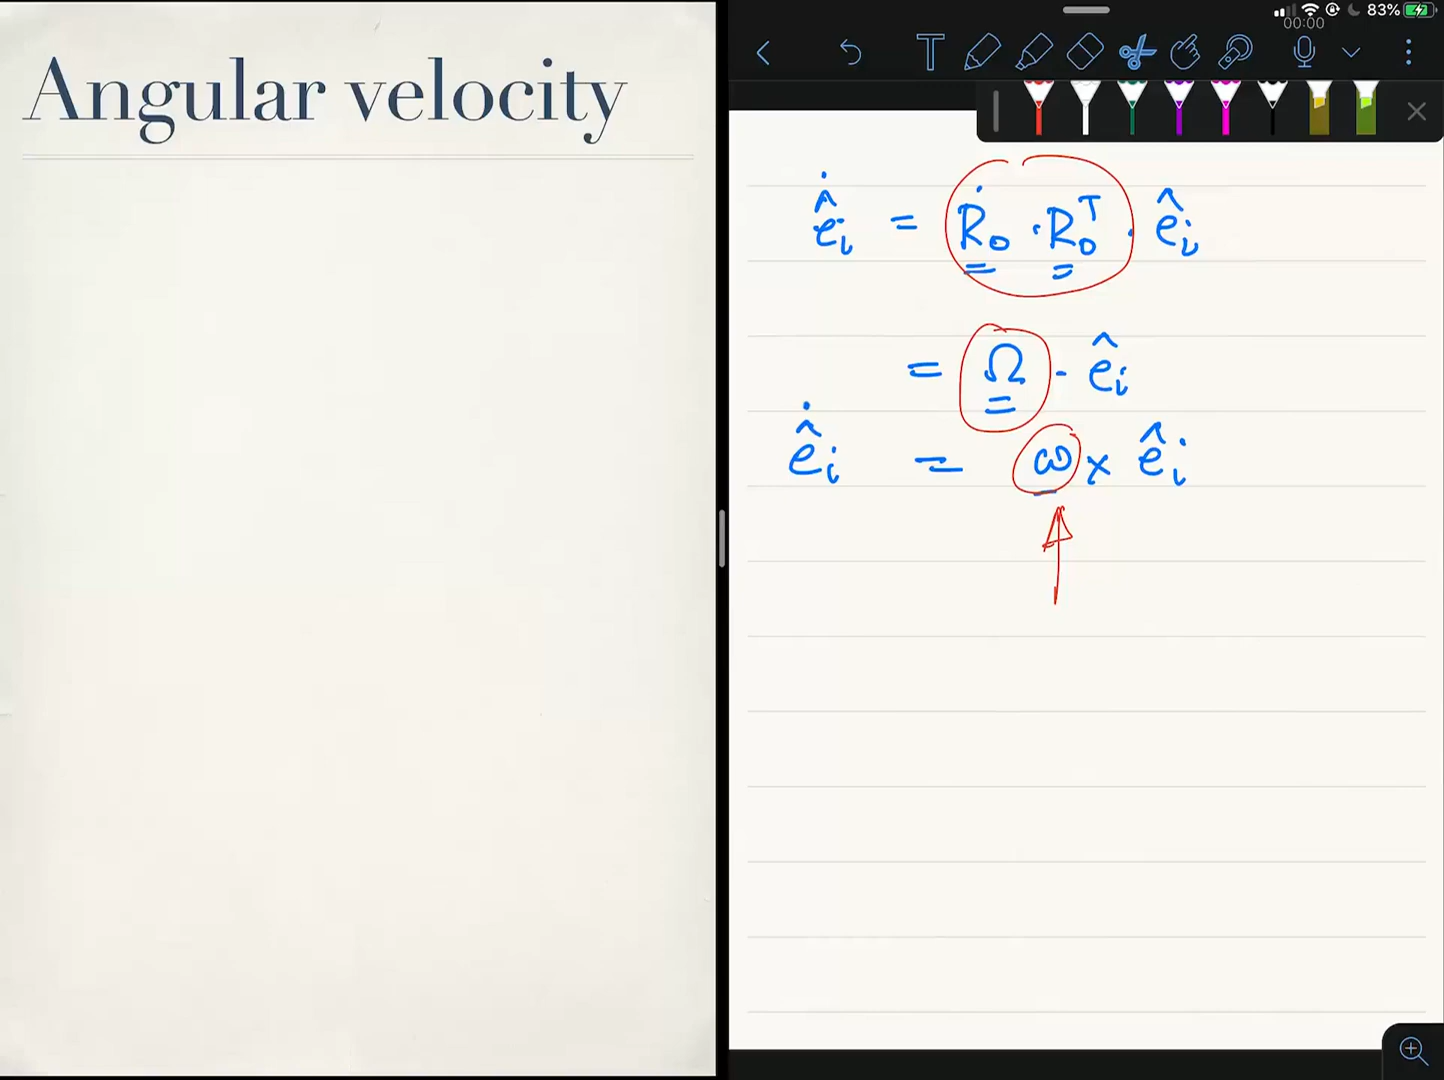 Angular velocity
83%
00:00
T
ė̂ᵢ = Ṙ₀ · R₀ᵀ · êᵢ
= Ω · êᵢ
ė̂ᵢ = ω × êᵢ